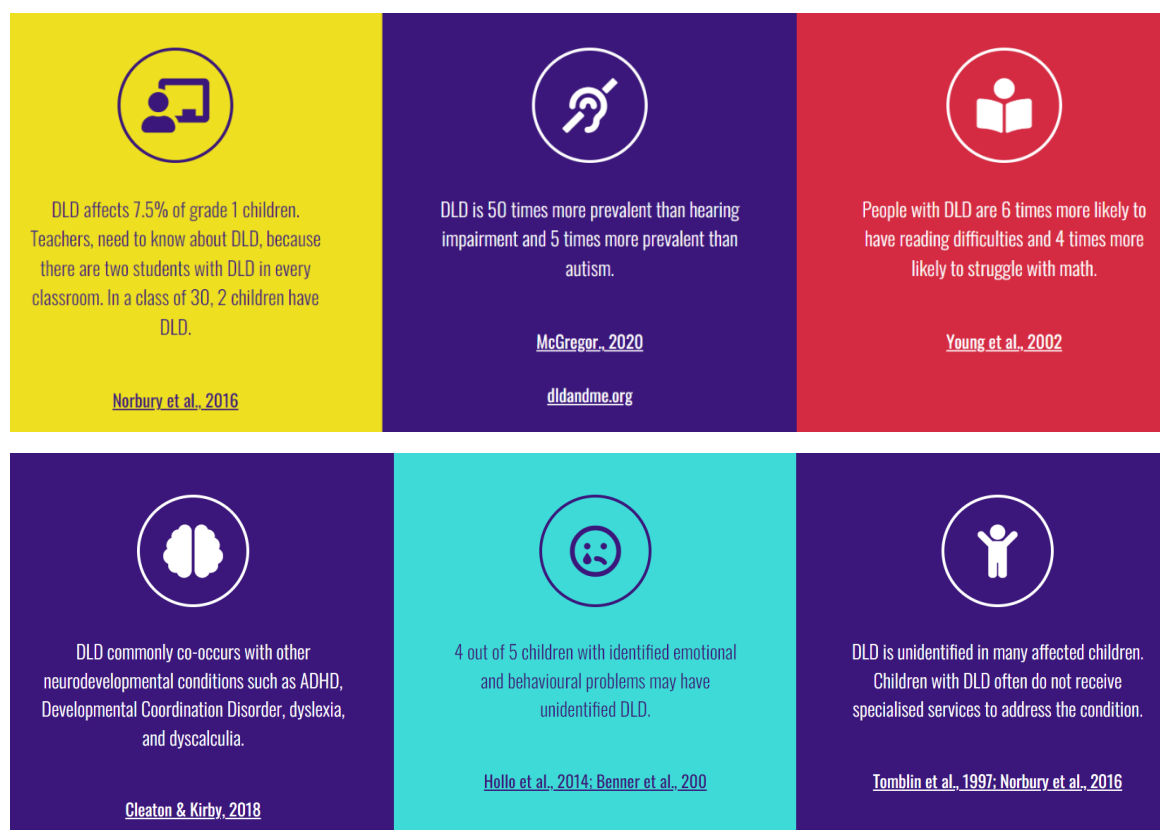 DLD affects 7.5% of grade 1 children.
Teachers, need to know about DLD, because
there are two students with DLD in every
classroom. In a class of 30, 2 children have
DLD.
Norbury et al., 2016
DLD is 50 times more prevalent than hearing
impairment and 5 times more prevalent than
autism.
McGregor., 2020
dldandme.org
People with DLD are 6 times more likely to
have reading difficulties and 4 times more
likely to struggle with math.
Young et al., 2002
DLD commonly co-occurs with other
neurodevelopmental conditions such as ADHD,
Developmental Coordination Disorder, dyslexia,
and dyscalculia.
Cleaton & Kirby, 2018
4 out of 5 children with identified emotional
and behavioural problems may have
unidentified DLD.
Hollo et al., 2014; Benner et al., 200
DLD is unidentified in many affected children.
Children with DLD often do not receive
specialised services to address the condition.
Tomblin et al., 1997; Norbury et al., 2016